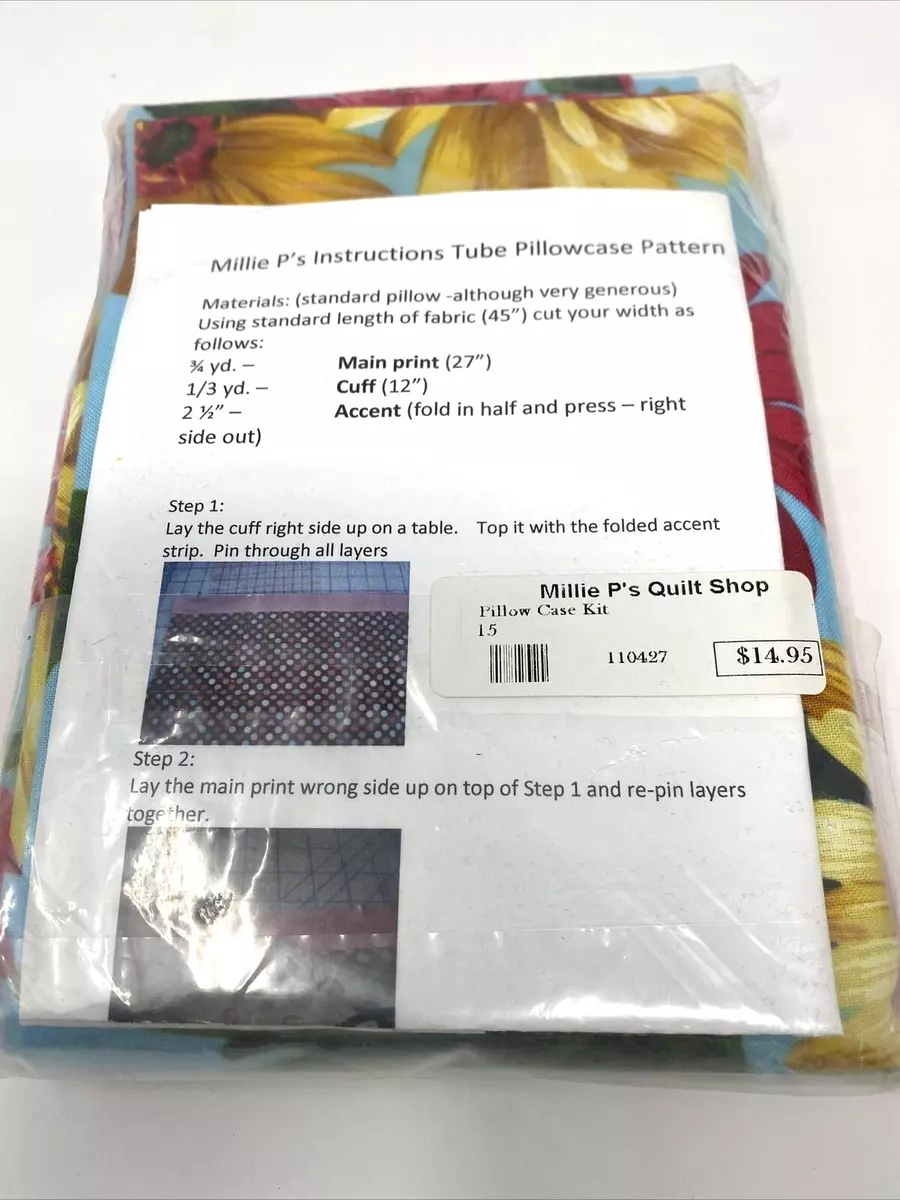 Millie P's Instructions Tube Pillowcase Pattern
Materials: (standard pillow -although very generous)
Using standard length of fabric (45") cut your width as
follows:
¾ yd. – Main print (27")
1/3 yd. – Cuff (12")
2 ½" – Accent (fold in half and press – right
side out)
Step 1:
Lay the cuff right side up on a table. Top it with the folded accent
strip. Pin through all layers
Millie P's Quilt Shop
Pillow Case Kit
15
110427 $14.95
Step 2:
Lay the main print wrong side up on top of Step 1 and re-pin layers
together.